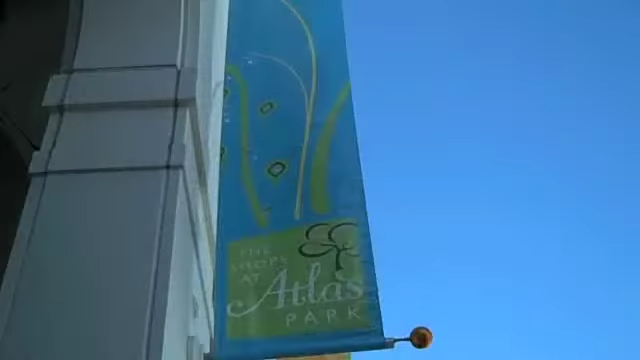 THE
SHOPS
AT
Atlas
PARK